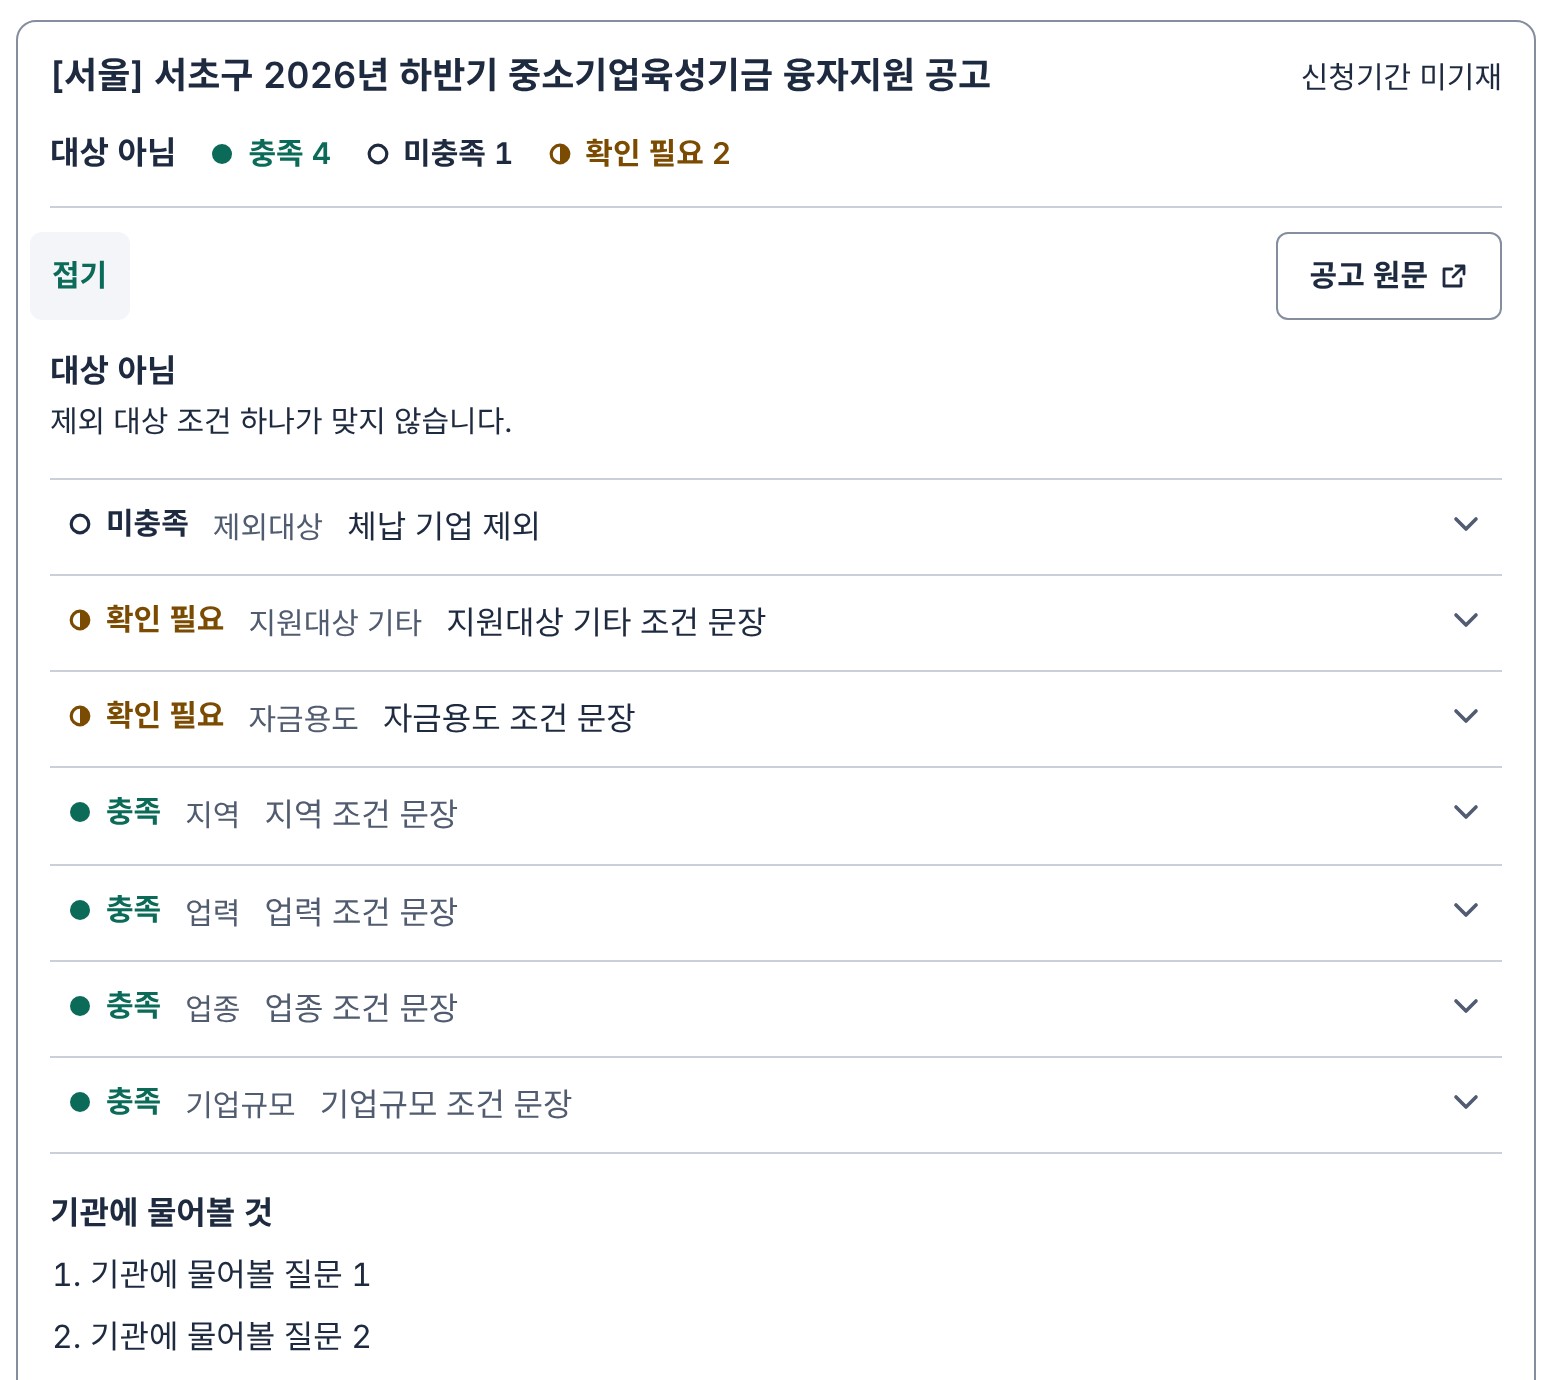 [서울] 서초구 2026년 하반기 중소기업육성기금 융자지원 공고 신청기간 미기재
대상 아님 충족 4 미충족 1 확인 필요 2
접기 공고 원문
대상 아님
제외 대상 조건 하나가 맞지 않습니다.
미충족 제외대상 체납 기업 제외
확인 필요 지원대상 기타 지원대상 기타 조건 문장
확인 필요 자금용도 자금용도 조건 문장
충족 지역 지역 조건 문장
충족 업력 업력 조건 문장
충족 업종 업종 조건 문장
충족 기업규모 기업규모 조건 문장
기관에 물어볼 것
1. 기관에 물어볼 질문 1
2. 기관에 물어볼 질문 2